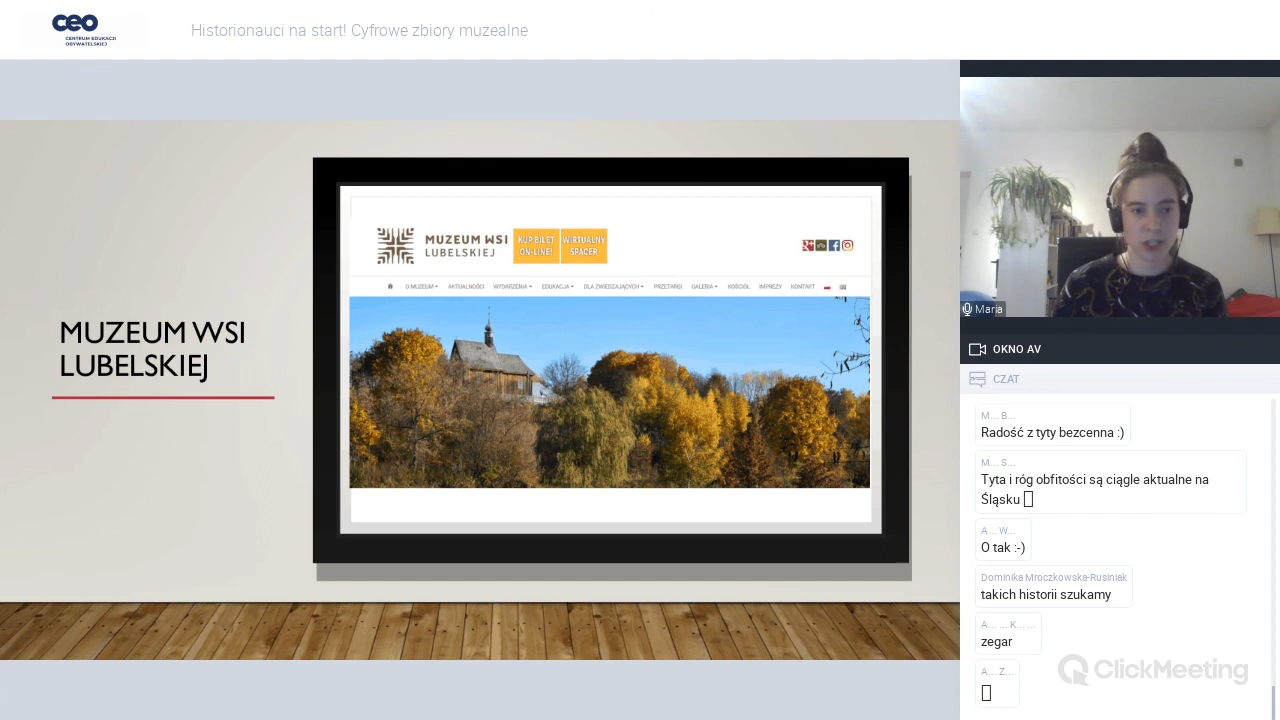 ceo
CENTRUM EDUKACJI
OBYWATELSKIEJ
Historionauci na start! Cyfrowe zbiory muzealne
MUZEUM WSI
LUBELSKIEJ
MUZEUM WSI
LUBELSKIEJ
KUP BILET
ON-LINE!
WIRTUALNY
SPACER
O MUZEUM AKTUALNOŚCI WYDARZENIA EDUKACJA DLA ZWIEDZAJĄCYCH PRZETARGI GALERIA KOŚCIÓŁ IMPREZY KONTAKT
Maria
OKNO AV
CZAT
M... B...
Radość z tyty bezcenna :)
M... S...
Tyta i róg obfitości są ciągle aktualne na
Śląsku
A... W...
O tak :-)
Dominika Mroczkowska-Rusiniak
takich historii szukamy
A... ... K... ...
zegar
A... Z...
ClickMeeting